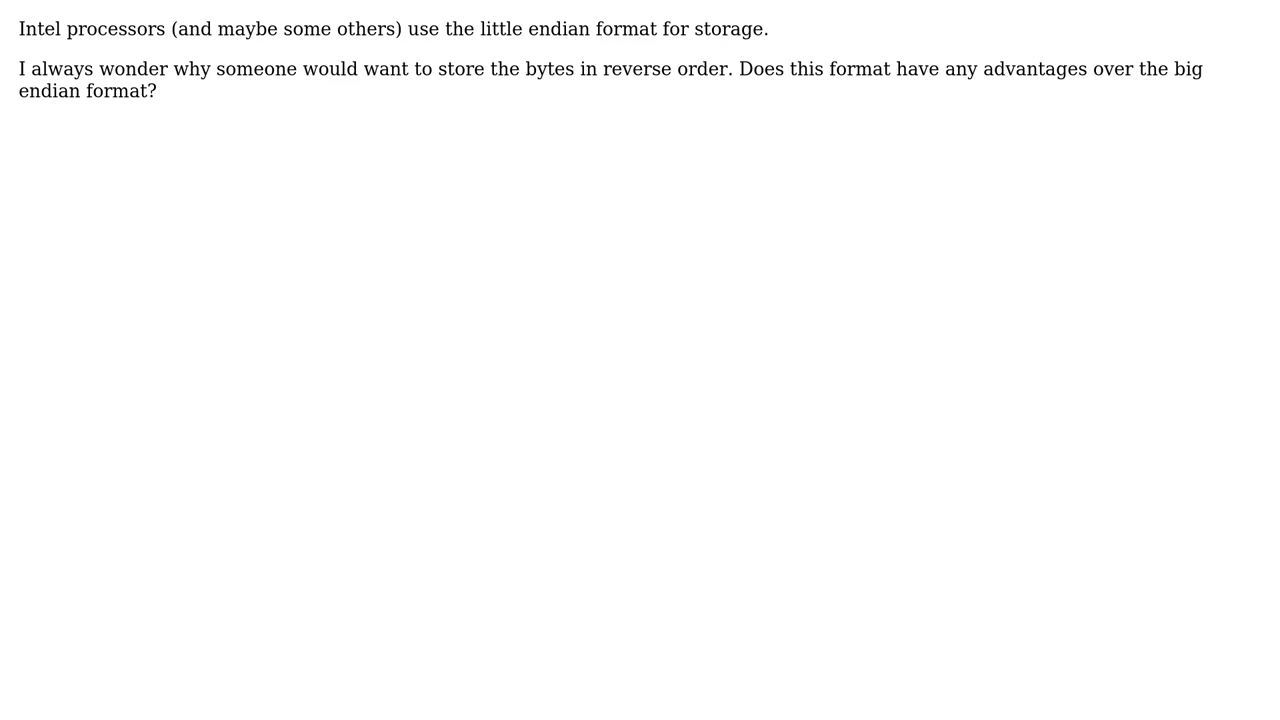 Intel processors (and maybe some others) use the little endian format for storage.
I always wonder why someone would want to store the bytes in reverse order. Does this format have any advantages over the big
endian format?